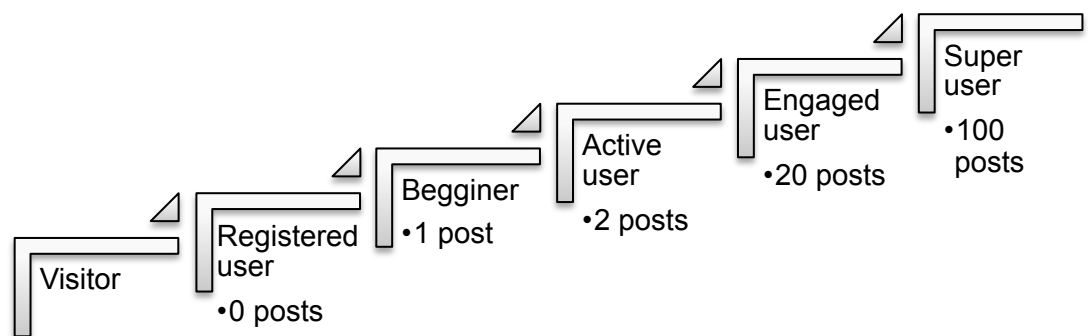 Visitor
Registered
user
•0 posts
Begginer
•1 post
Active
user
•2 posts
Engaged
user
•20 posts
Super
user
•100
posts